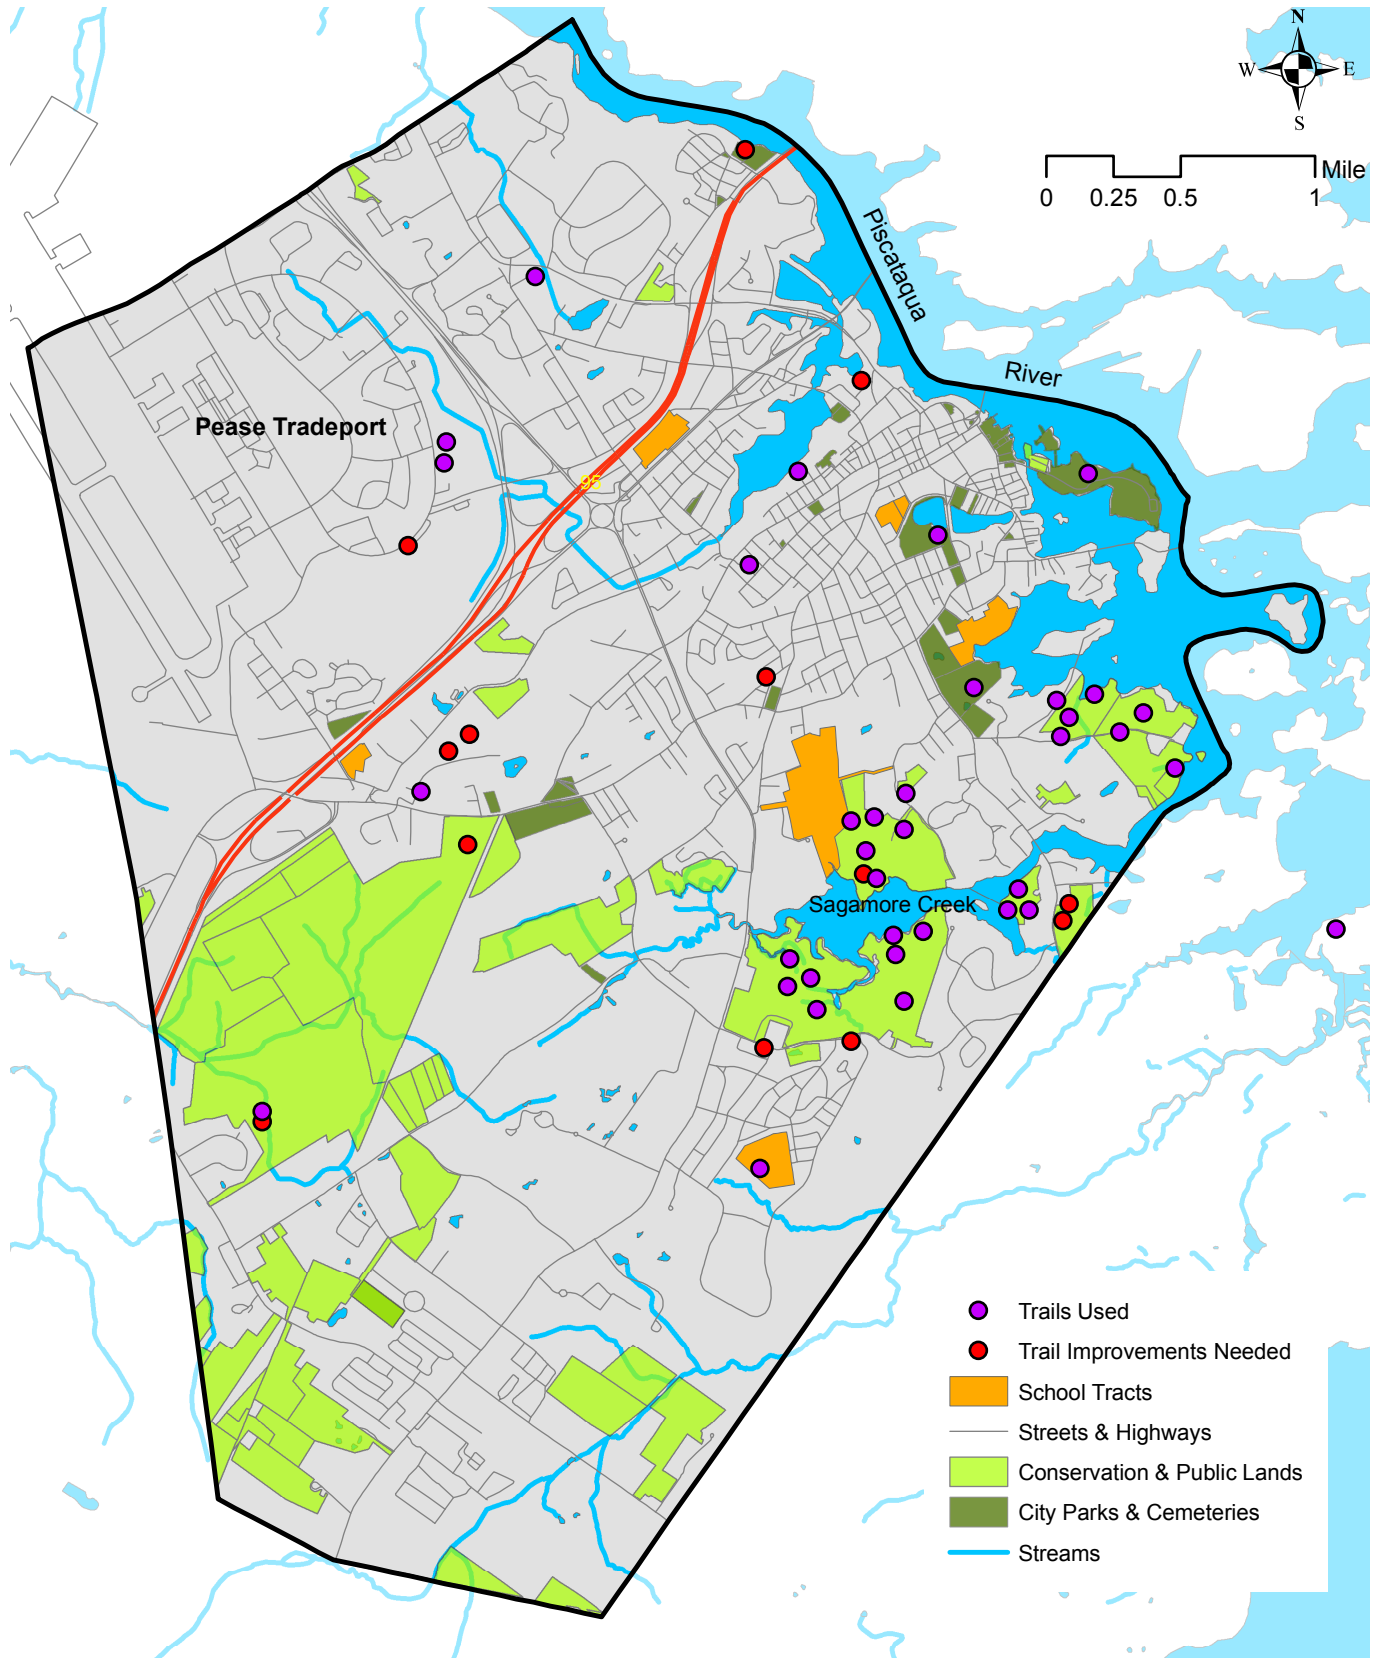 N
W E
S
Mile
0 0.25 0.5 1
Piscataqua
River
Pease Tradeport
95
Sagamore Creek
Trails Used
Trail Improvements Needed
School Tracts
Streets & Highways
Conservation & Public Lands
City Parks & Cemeteries
Streams